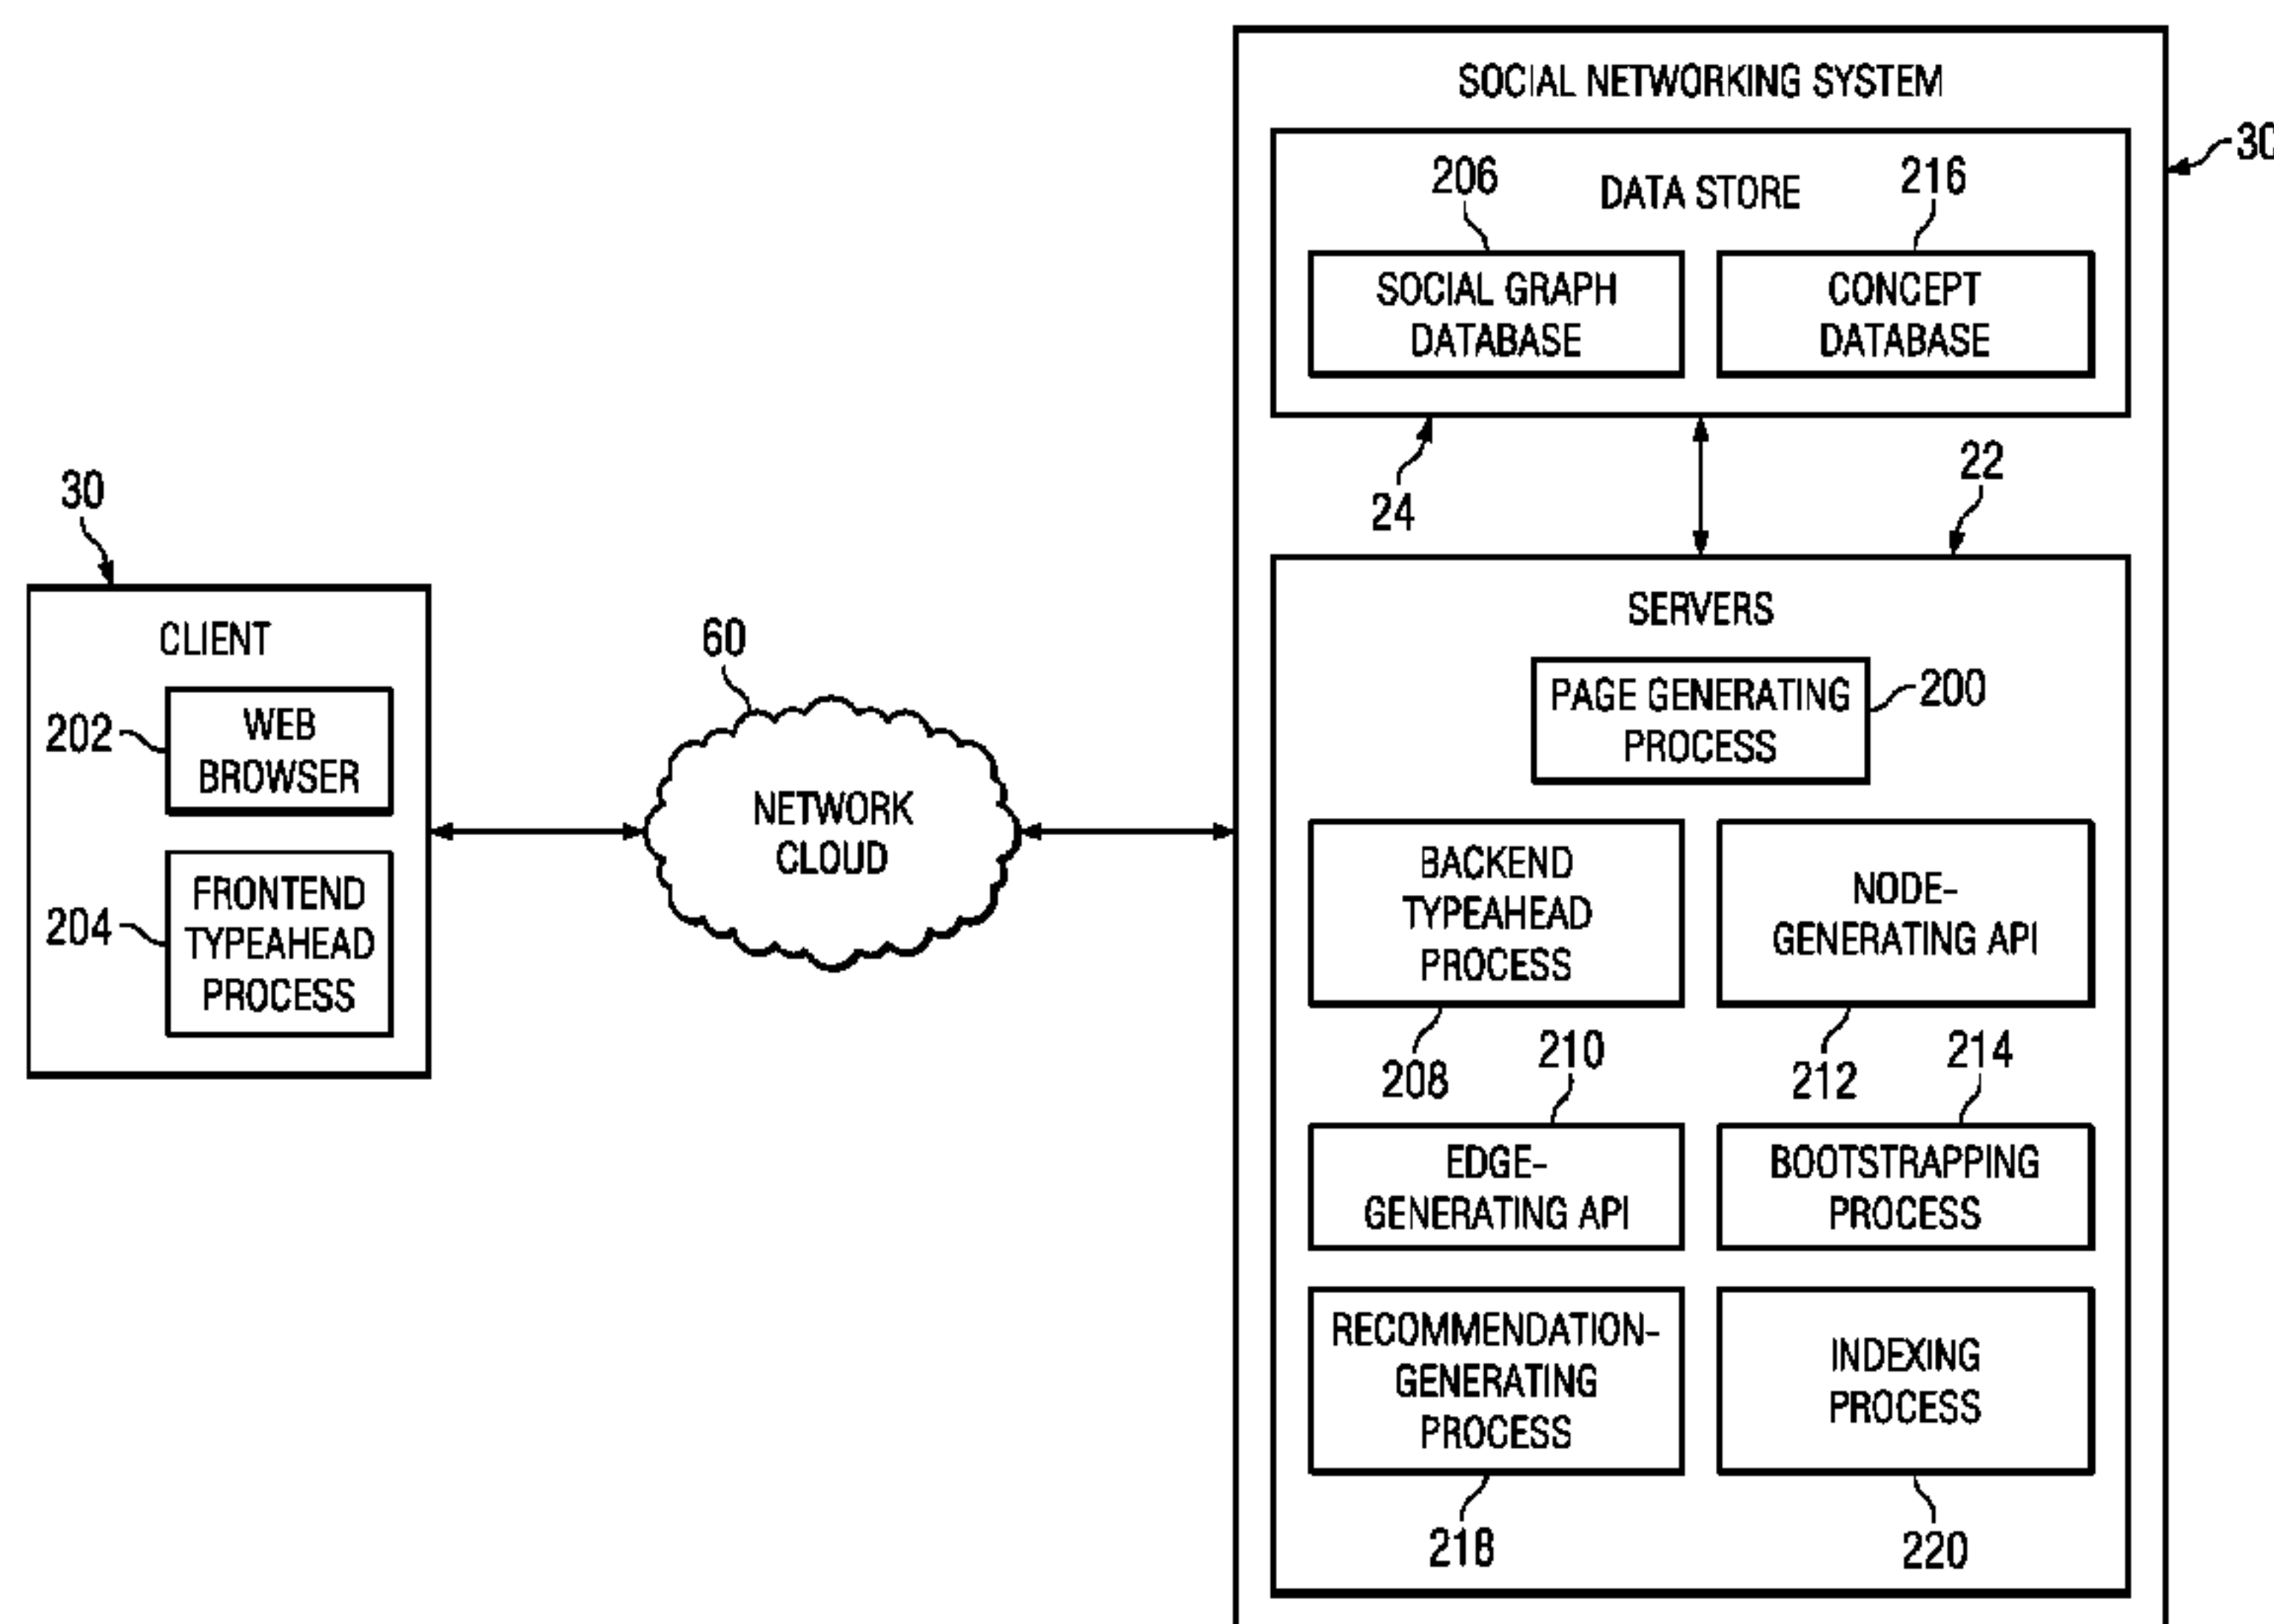 SOCIAL NETWORKING SYSTEM
30
DATA STORE
206
216
SOCIAL GRAPH
DATABASE
CONCEPT
DATABASE
24
22
30
CLIENT
202
WEB
BROWSER
204
FRONTEND
TYPEAHEAD
PROCESS
60
NETWORK
CLOUD
SERVERS
PAGE GENERATING
PROCESS
200
BACKEND
TYPEAHEAD
PROCESS
208
NODE-
GENERATING API
212
210
EDGE-
GENERATING API
214
BOOTSTRAPPING
PROCESS
RECOMMENDATION-
GENERATING
PROCESS
218
INDEXING
PROCESS
220